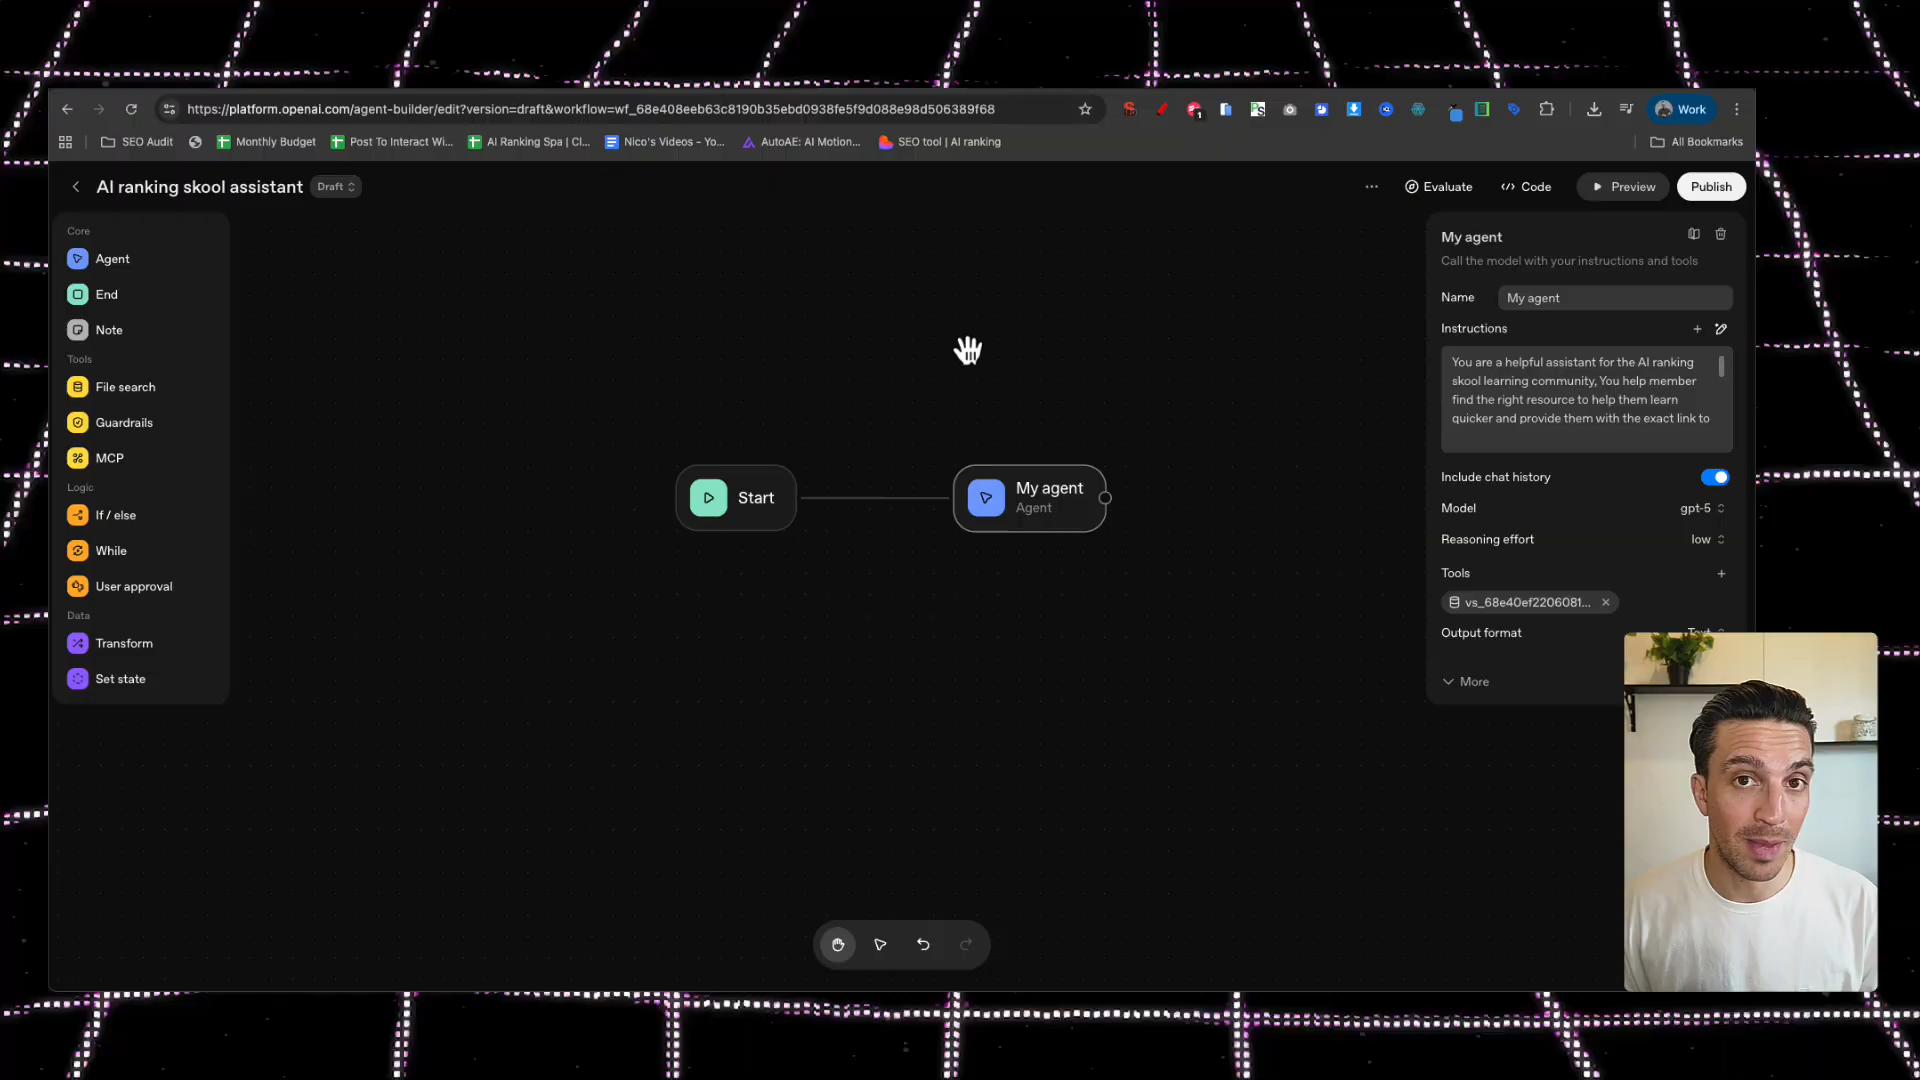 https://platform.openai.com/agent-builder/edit?version=draft&workflow=wf_68e408eeb63c8190b35ebd0938fe5f9d088e98d506389f68
1
Work
SEO Audit
Monthly Budget
Post To Interact Wi...
AI Ranking Spa | Cl...
Nico's Videos - Yo...
AutoAE: AI Motion...
SEO tool | AI ranking
All Bookmarks
AI ranking skool assistant
Draft
Evaluate
Code
Preview
Publish
Core
Agent
End
Note
Tools
File search
Guardrails
MCP
Logic
If / else
While
User approval
Data
Transform
Set state
Start
My agent
Agent
My agent
Call the model with your instructions and tools
Name
My agent
Instructions
You are a helpful assistant for the AI ranking
skool learning community, You help member
find the right resource to help them learn
quicker and provide them with the exact link to
Include chat history
Model
gpt-5
Reasoning effort
low
Tools
vs_68e40ef2206081...
Output format
More